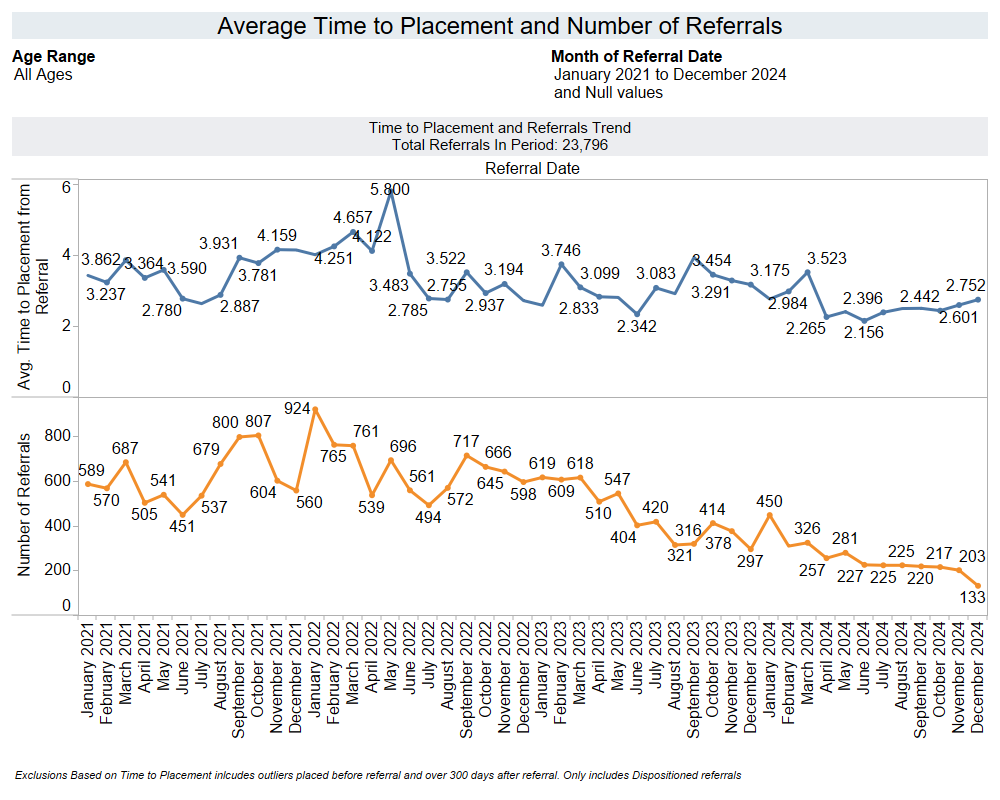 Average Time to Placement and Number of Referrals
Age Range
All Ages
Month of Referral Date
January 2021 to December 2024
and Null values
Time to Placement and Referrals Trend
Total Referrals In Period: 23,796
Referral Date
Avg. Time to Placement from
Referral
6
4
2
0
3.862
3.237
3.364
3.590
2.780
3.931
2.887
3.781
4.159
4.251
4.657
4.122
5.800
3.483
2.785
2.755
3.522
2.937
3.194
3.746
2.833
3.099
2.342
3.083
3.454
3.291
3.175
2.984
3.523
2.265
2.396
2.156
2.442
2.601
2.752
Number of Referrals
800
600
400
200
0
589
570
687
505
541
451
537
679
800
807
604
560
924
765
761
539
696
561
494
572
717
666
645
598
619
609
618
510
547
404
420
321
316
414
378
297
450
326
257
281
227
225
225
220
217
203
133
January 2021
February 2021
March 2021
April 2021
May 2021
June 2021
July 2021
August 2021
September 2021
October 2021
November 2021
December 2021
January 2022
February 2022
March 2022
April 2022
May 2022
June 2022
July 2022
August 2022
September 2022
October 2022
November 2022
December 2022
January 2023
February 2023
March 2023
April 2023
May 2023
June 2023
July 2023
August 2023
September 2023
October 2023
November 2023
December 2023
January 2024
February 2024
March 2024
April 2024
May 2024
June 2024
July 2024
August 2024
September 2024
October 2024
November 2024
December 2024
Exclusions Based on Time to Placement inlcudes outliers placed before referral and over 300 days after referral. Only includes Dispositioned referrals